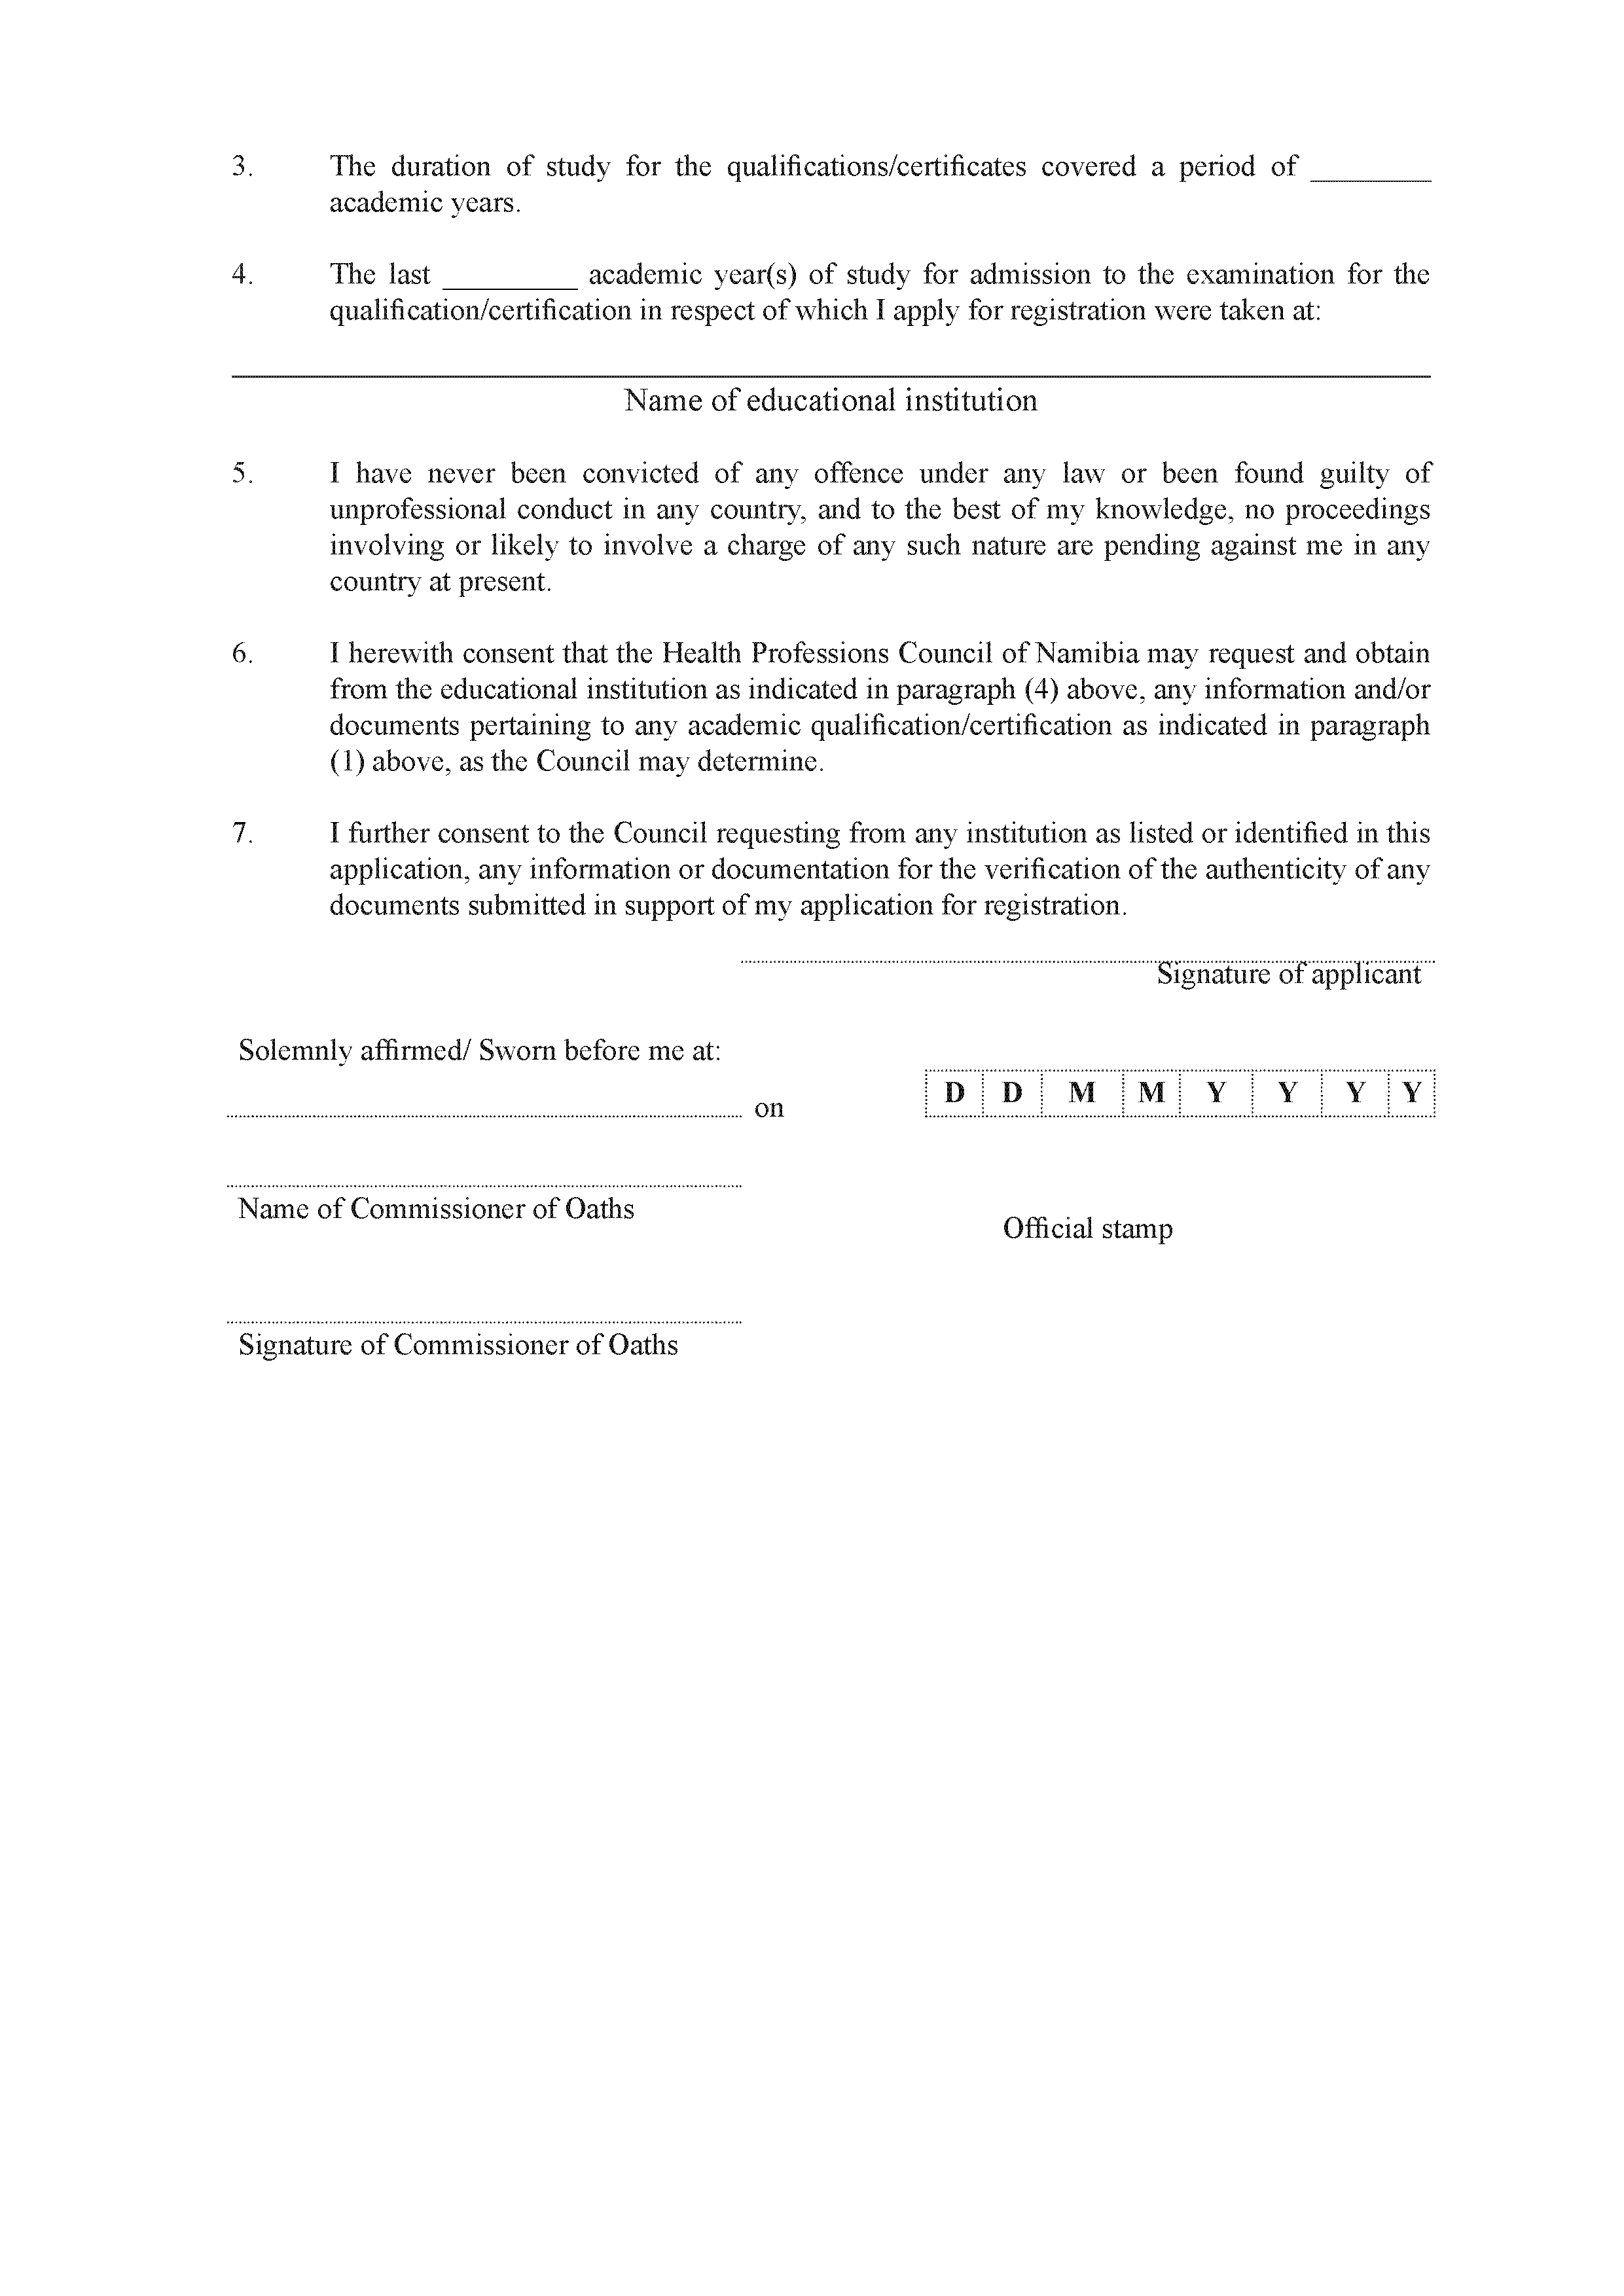 3. The duration of study for the qualifications/certificates covered a period of ________
academic years.
4. The last _________ academic year(s) of study for admission to the examination for the
qualification/certification in respect of which I apply for registration were taken at:
Name of educational institution
5. I have never been convicted of any offence under any law or been found guilty of
unprofessional conduct in any country, and to the best of my knowledge, no proceedings
involving or likely to involve a charge of any such nature are pending against me in any
country at present.
6. I herewith consent that the Health Professions Council of Namibia may request and obtain
from the educational institution as indicated in paragraph (4) above, any information and/or
documents pertaining to any academic qualification/certification as indicated in paragraph
(1) above, as the Council may determine.
7. I further consent to the Council requesting from any institution as listed or identified in this
application, any information or documentation for the verification of the authenticity of any
documents submitted in support of my application for registration.
Signature of applicant
Solemnly affirmed/ Sworn before me at:
on D D M M Y Y Y Y
Name of Commissioner of Oaths
Official stamp
Signature of Commissioner of Oaths